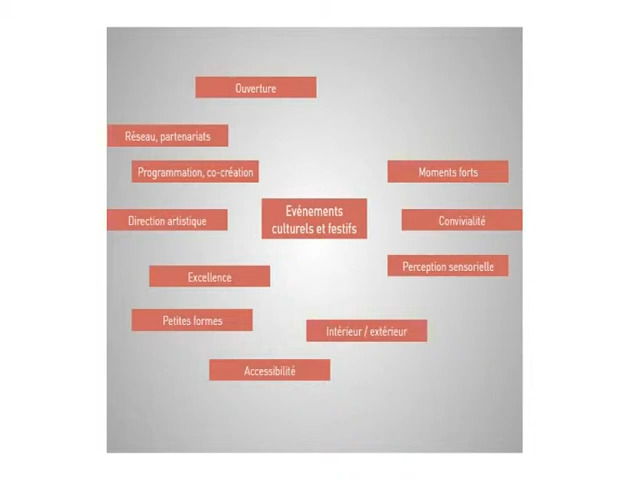 Ouverture
Réseau, partenariats
Programmation, co-création
Moments forts
Evénements
culturels et festifs
Direction artistique
Convivialité
Perception sensorielle
Excellence
Petites formes
Intérieur / extérieur
Accessibilité